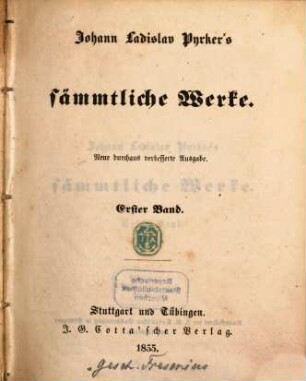 Johann Ladislav Pyrker's
sämmtliche Werke.
Neue durchaus verbesserte Ausgabe.
Erster Band.
Stuttgart und Tübingen.
J. G. Cotta'scher Verlag.
1855.